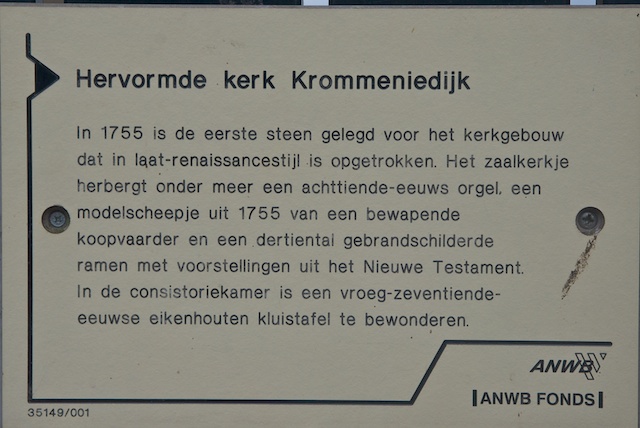 Hervormde kerk Krommeniedijk
In 1755 is de eerste steen gelegd voor het kerkgebouw
dat in laat-renaissancestijl is opgetrokken. Het zaalkerkje
herbergt onder meer een achttiende-eeuws orgel, een
modelscheepje uit 1755 van een bewapende
koopvaarder en een dertiental gebrandschilderde
ramen met voorstellingen uit het Nieuwe Testament.
In de consistoriekamer is een vroeg-zeventiende-
eeuwse eikenhouten kluistafel te bewonderen.
ANWB
ANWB FONDS
35149/001